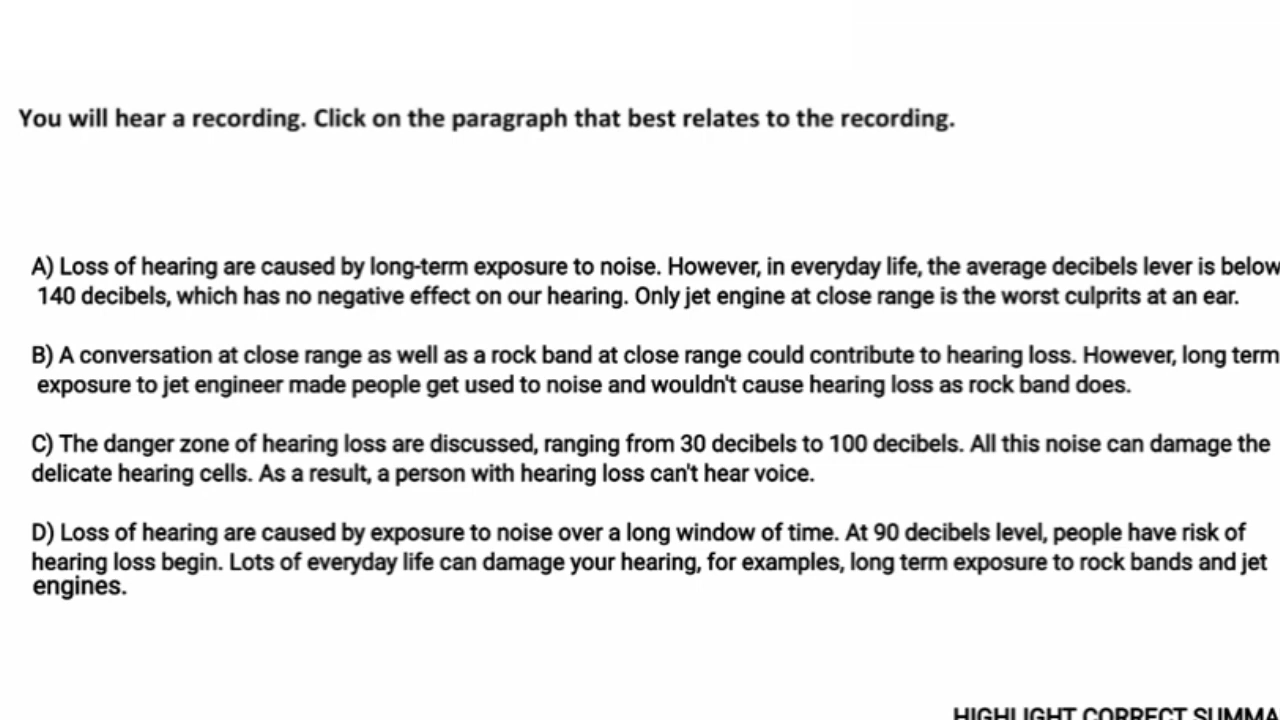 You will hear a recording. Click on the paragraph that best relates to the recording.
A) Loss of hearing are caused by long-term exposure to noise. However, in everyday life, the average decibels lever is below
140 decibels, which has no negative effect on our hearing. Only jet engine at close range is the worst culprits at an ear.
B) A conversation at close range as well as a rock band at close range could contribute to hearing loss. However, long term
exposure to jet engineer made people get used to noise and wouldn't cause hearing loss as rock band does.
C) The danger zone of hearing loss are discussed, ranging from 30 decibels to 100 decibels. All this noise can damage the
delicate hearing cells. As a result, a person with hearing loss can't hear voice.
D) Loss of hearing are caused by exposure to noise over a long window of time. At 90 decibels level, people have risk of
hearing loss begin. Lots of everyday life can damage your hearing, for examples, long term exposure to rock bands and jet
engines.
HIGHLIGHT CORRECT SUMMA